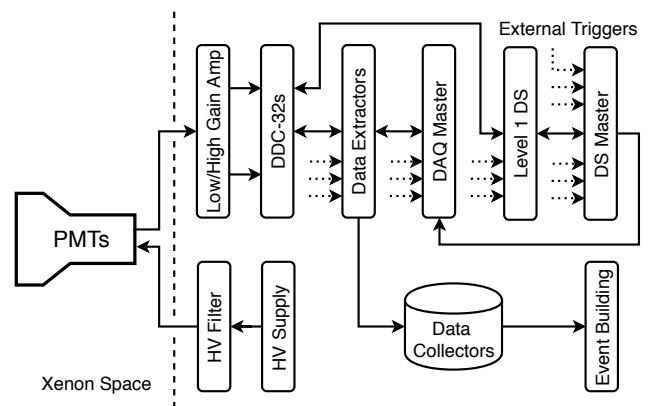 External Triggers
Low/High Gain Amp
DDC-32s
Data Extractors
DAQ Master
Level 1 DS
DS Master
PMTs
HV Filter
HV Supply
Data
Collectors
Event Building
Xenon Space